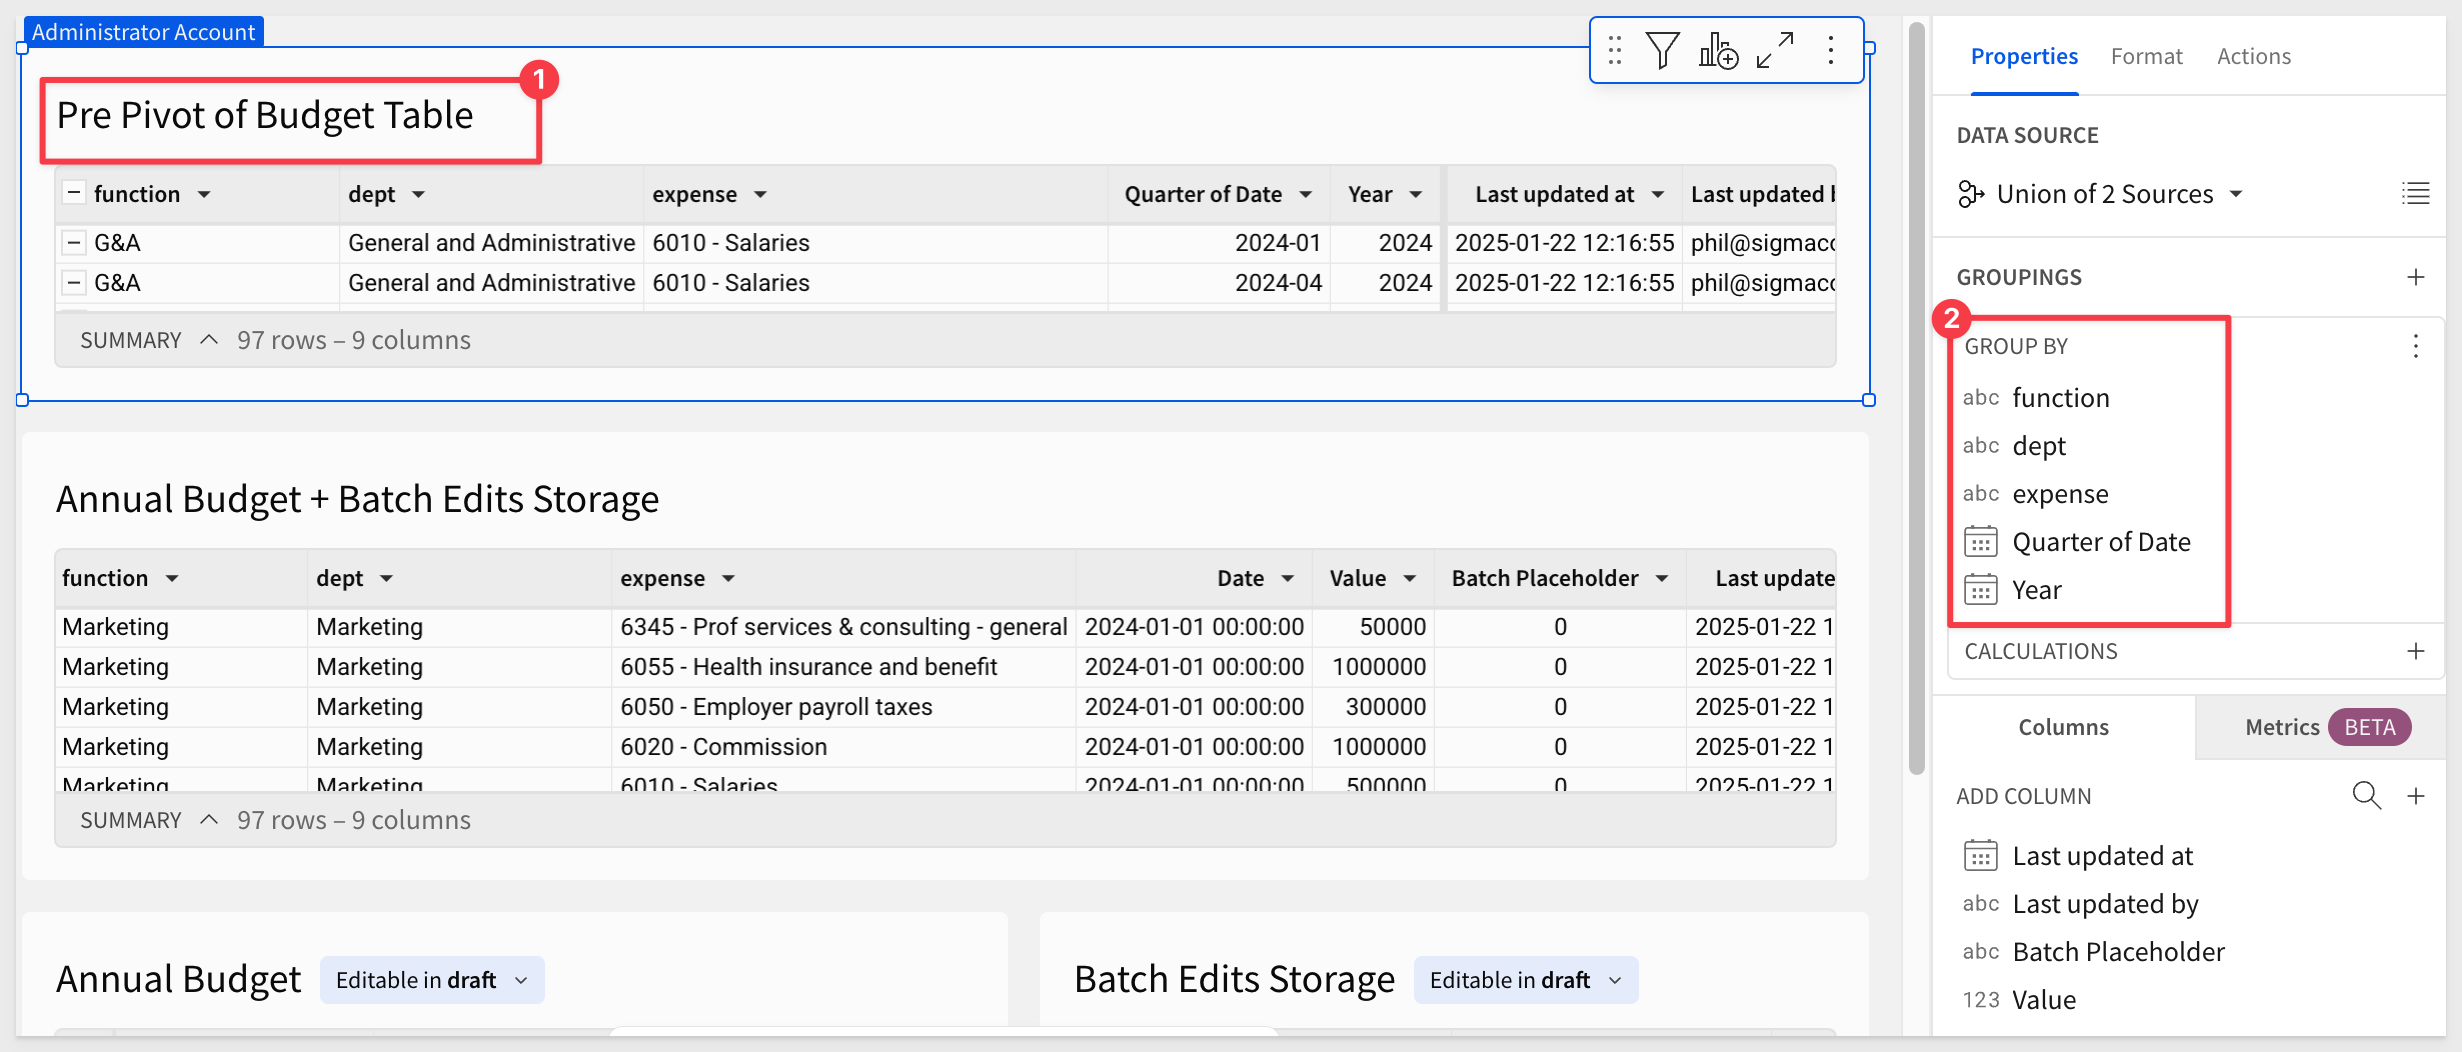 Administrator Account
1
Pre Pivot of Budget Table
function dept expense Quarter of Date Year Last updated at Last updated
G&A General and Administrative 6010 - Salaries 2024-01 2024 2025-01-22 12:16:55
G&A General and Administrative 6010 - Salaries 2024-04 2024 2025-01-22 12:16:55
SUMMARY 97 rows – 9 columns
Annual Budget + Batch Edits Storage
function dept expense Date Value Batch Placeholder Last update
Marketing Marketing 6345 - Prof services & consulting - general 2024-01-01 00:00:00 50000 0 2025-01-22 1
Marketing Marketing 6055 - Health insurance and benefit 2024-01-01 00:00:00 1000000 0 2025-01-22 1
Marketing Marketing 6050 - Employer payroll taxes 2024-01-01 00:00:00 300000 0 2025-01-22 1
Marketing Marketing 6020 - Commission 2024-01-01 00:00:00 1000000 0 2025-01-22 1
Marketing Marketing 6010 - Salaries 2024-01-01 00:00:00 500000 0 2025-01-22 1
SUMMARY 97 rows – 9 columns
Annual Budget Editable in draft
Batch Edits Storage Editable in draft
Properties Format Actions
DATA SOURCE
Union of 2 Sources
GROUPINGS
2
GROUP BY
abc function
abc dept
abc expense
Quarter of Date
Year
CALCULATIONS
Columns Metrics BETA
ADD COLUMN
Last updated at
abc Last updated by
abc Batch Placeholder
123 Value